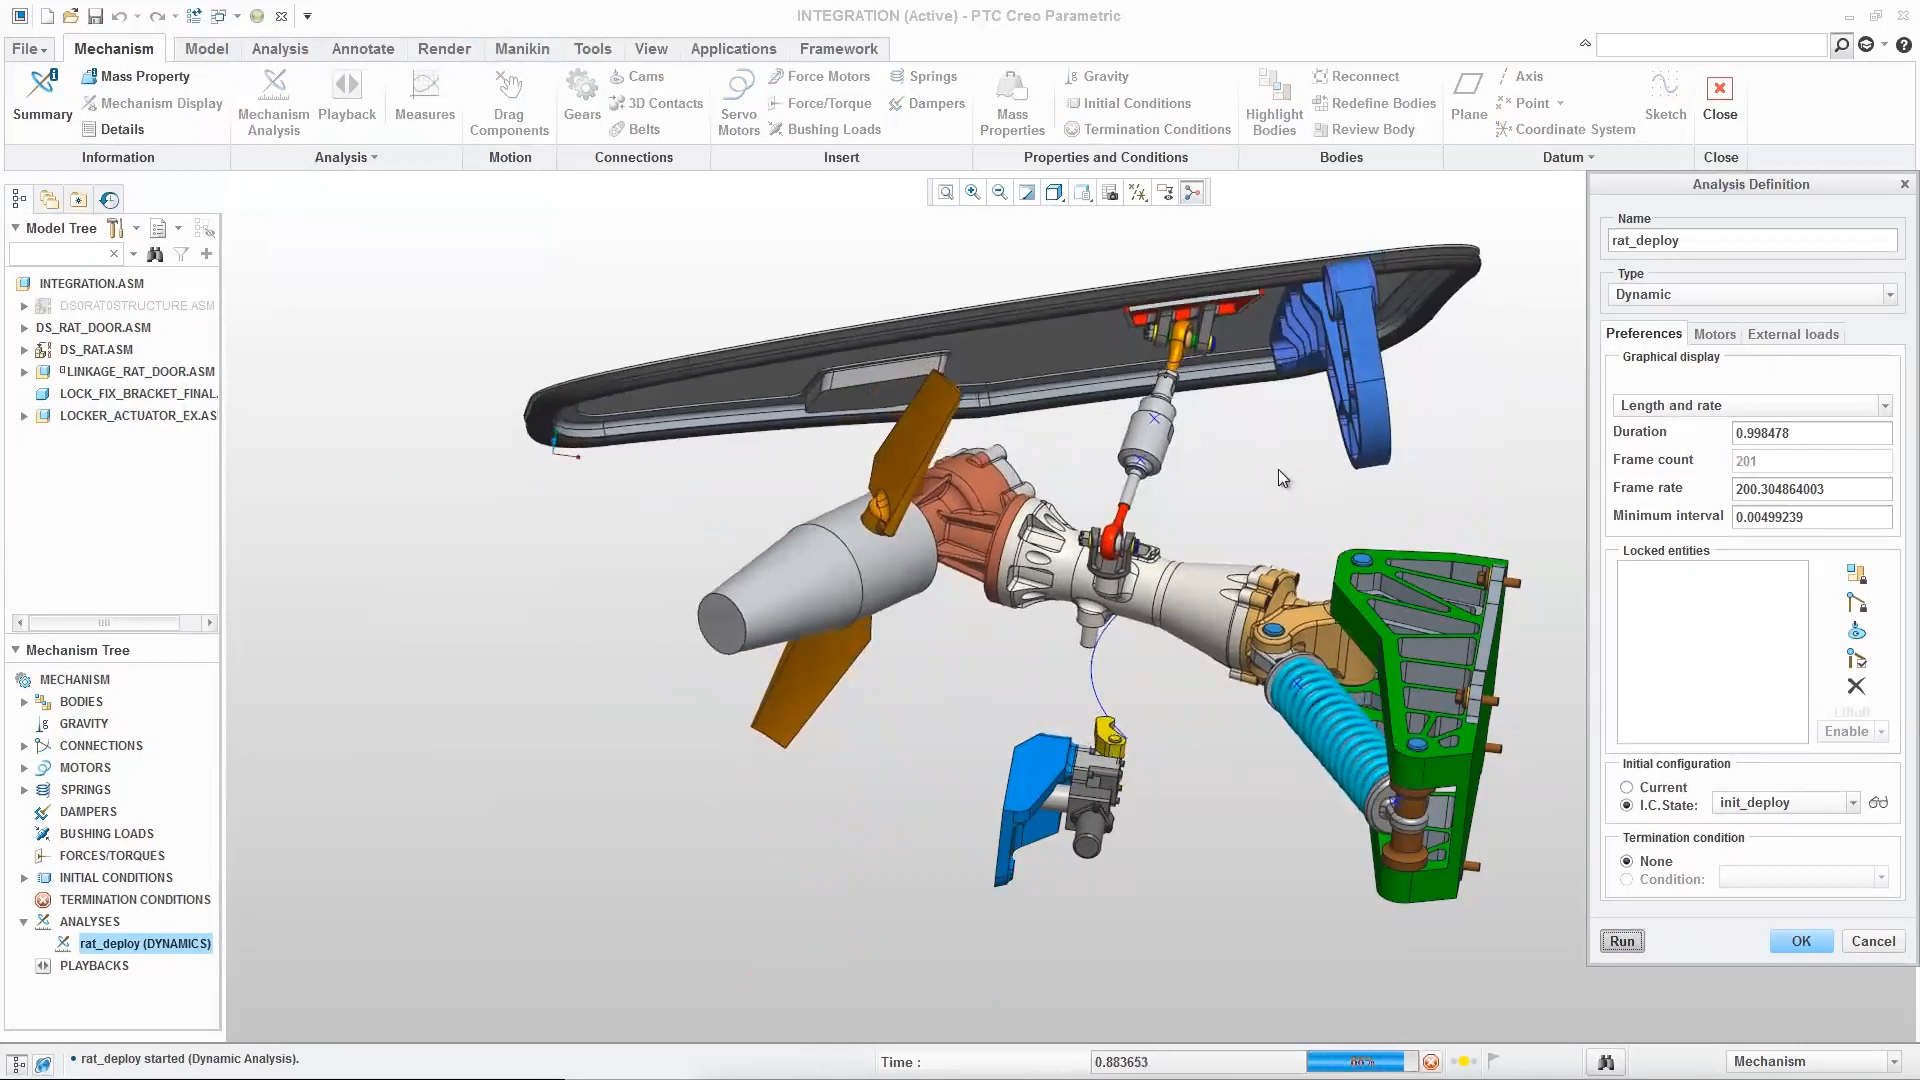 INTEGRATION (Active) - PTC Creo Parametric
File
Mechanism
Model
Analysis
Annotate
Render
Manikin
Tools
View
Applications
Framework
Summary
Mass Property
Mechanism Display
Details
Information
Mechanism Analysis
Playback
Measures
Analysis
Drag Components
Motion
Gears
Cams
3D Contacts
Belts
Connections
Servo Motors
Force Motors
Force/Torque
Bushing Loads
Springs
Dampers
Insert
Mass Properties
Gravity
Initial Conditions
Termination Conditions
Properties and Conditions
Highlight Bodies
Reconnect
Redefine Bodies
Review Body
Bodies
Plane
Axis
Point
Coordinate System
Sketch
Datum
Close
Close
Model Tree
INTEGRATION.ASM
DS0RAT0STRUCTURE.ASM
DS_RAT_DOOR.ASM
DS_RAT.ASM
LINKAGE_RAT_DOOR.ASM
LOCK_FIX_BRACKET_FINAL.
LOCKER_ACTUATOR_EX.AS
Mechanism Tree
MECHANISM
BODIES
GRAVITY
CONNECTIONS
MOTORS
SPRINGS
DAMPERS
BUSHING LOADS
FORCES/TORQUES
INITIAL CONDITIONS
TERMINATION CONDITIONS
ANALYSES
rat_deploy (DYNAMICS)
PLAYBACKS
Analysis Definition
Name
rat_deploy
Type
Dynamic
Preferences
Motors
External loads
Graphical display
Length and rate
Duration
0.998478
Frame count
201
Frame rate
200.304864003
Minimum interval
0.00499239
Locked entities
Enable
Initial configuration
Current
I.C.State:
init_deploy
Termination condition
None
Condition:
Run
OK
Cancel
rat_deploy started (Dynamic Analysis).
Time :
0.883653
Mechanism